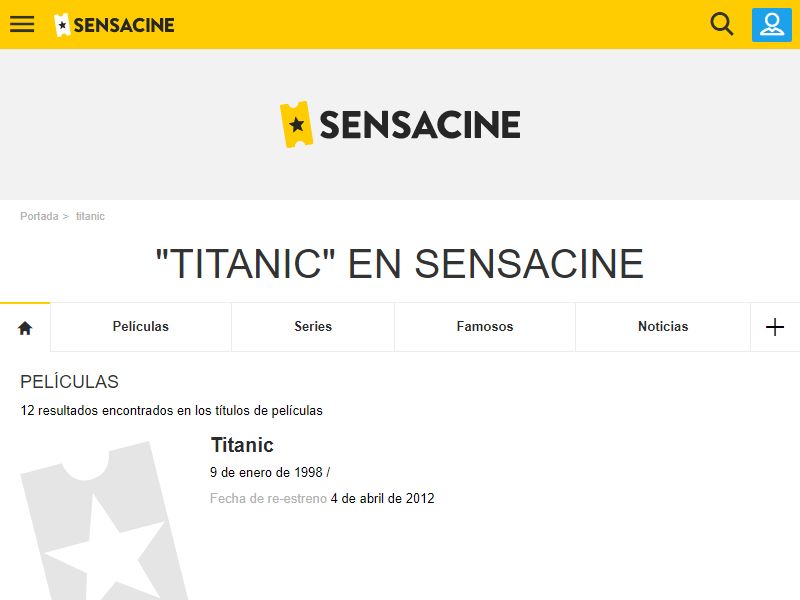 SENSACINE
SENSACINE
Portada > titanic
"TITANIC" EN SENSACINE
Películas Series Famosos Noticias
PELÍCULAS
12 resultados encontrados en los títulos de películas
Titanic
9 de enero de 1998 /
Fecha de re-estreno 4 de abril de 2012